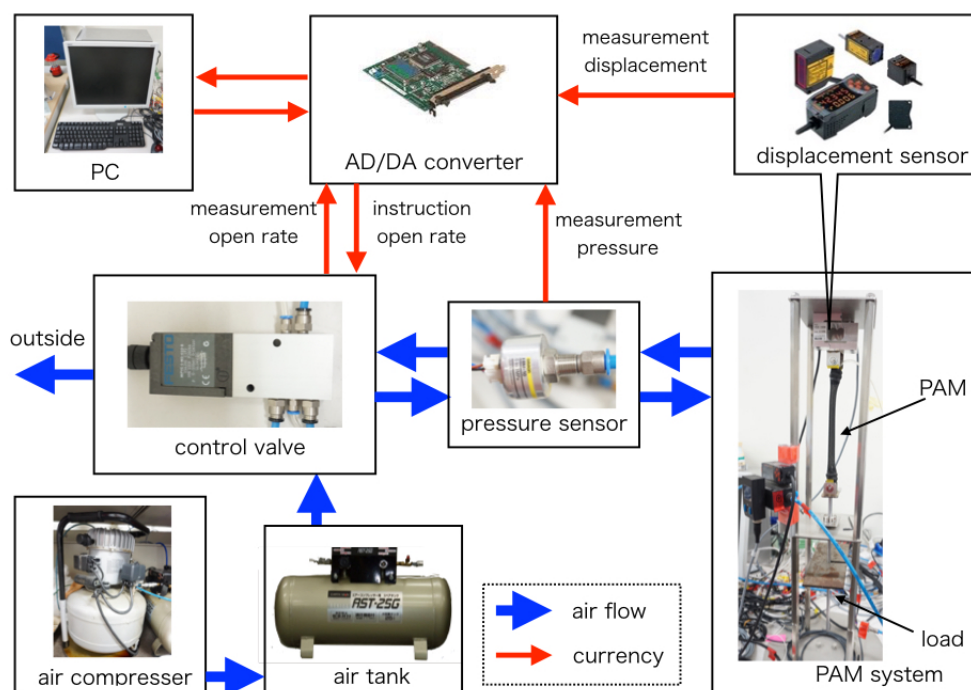 measurement
displacement
PC
AD/DA converter
displacement sensor
measurement
open rate
instruction
open rate
measurement
pressure
outside
control valve
pressure sensor
PAM
AST-25G
air compresser
air tank
air flow
currency
load
PAM system